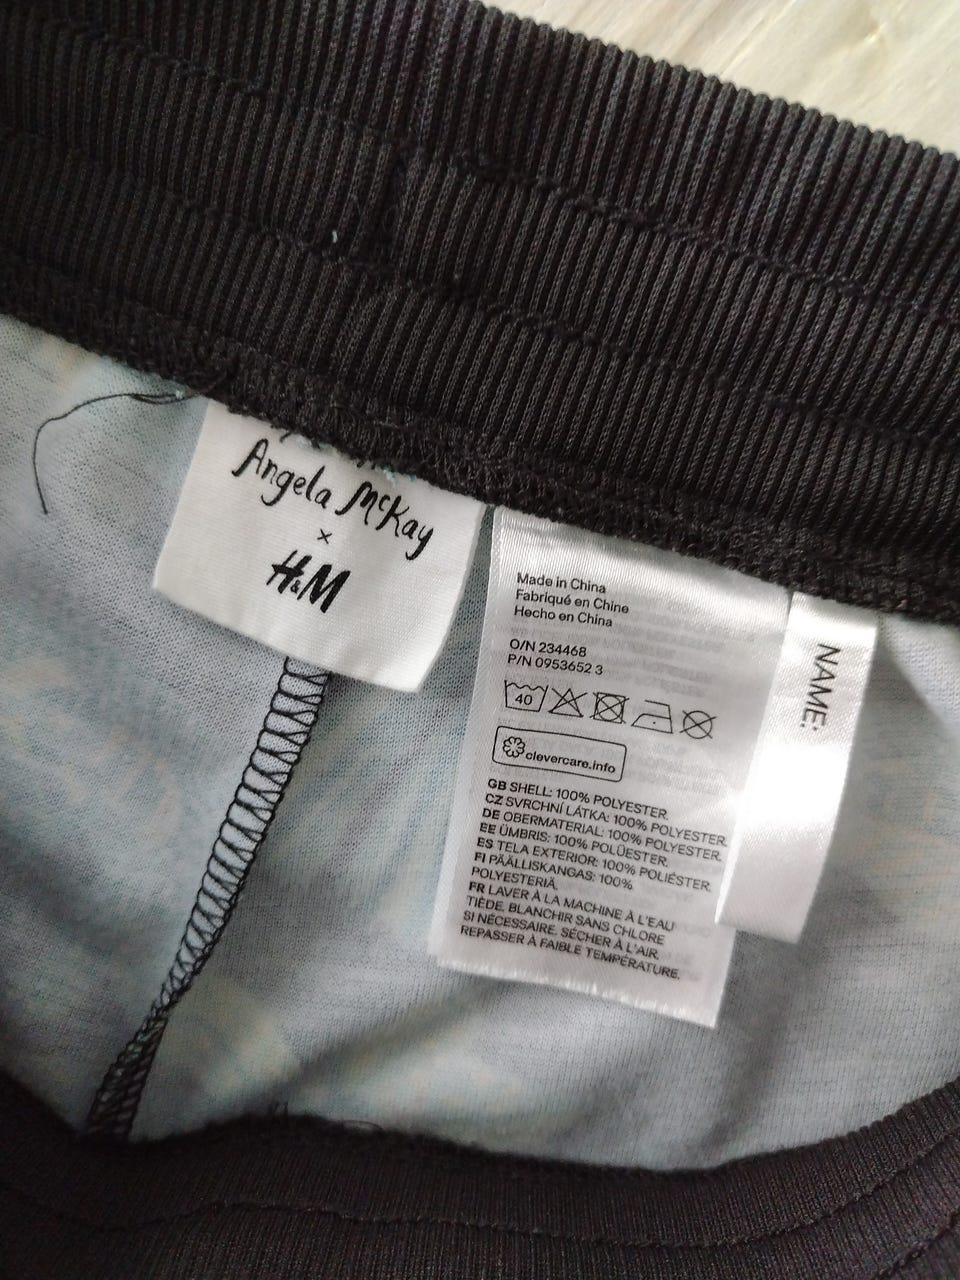 Angela McKay
×
H&M
Made in China
Fabriqué en Chine
Hecho en China
O/N 234468
P/N 0953652 3
40
clevercare.info
GB SHELL: 100% POLYESTER.
CZ SVRCHNÍ LÁTKA: 100% POLYESTER.
DE OBERMATERIAL: 100% POLYESTER.
EE ÜMBRIS: 100% POLÜESTER.
ES TELA EXTERIOR: 100% POLIÉSTER.
FI PÄÄLLISKANGAS: 100%
POLYESTERIÄ.
FR LAVER À LA MACHINE À L'EAU
TIÈDE. BLANCHIR SANS CHLORE
SI NÉCESSAIRE. SÉCHER À L'AIR.
REPASSER À FAIBLE TEMPÉRATURE.
NAME: